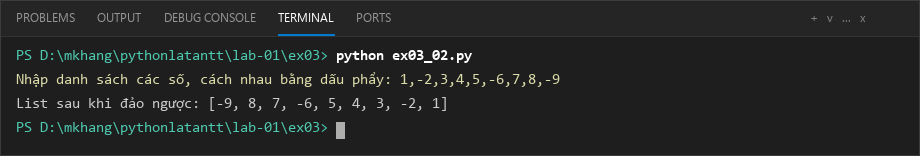 PROBLEMS OUTPUT DEBUG CONSOLE TERMINAL PORTS + v ... x
PS D:\mkhang\pythonlatantt\lab-01\ex03> python ex03_02.py
Nhập danh sách các số, cách nhau bằng dấu phẩy: 1,-2,3,4,5,-6,7,8,-9
List sau khi đảo ngược: [-9, 8, 7, -6, 5, 4, 3, -2, 1]
PS D:\mkhang\pythonlatantt\lab-01\ex03>